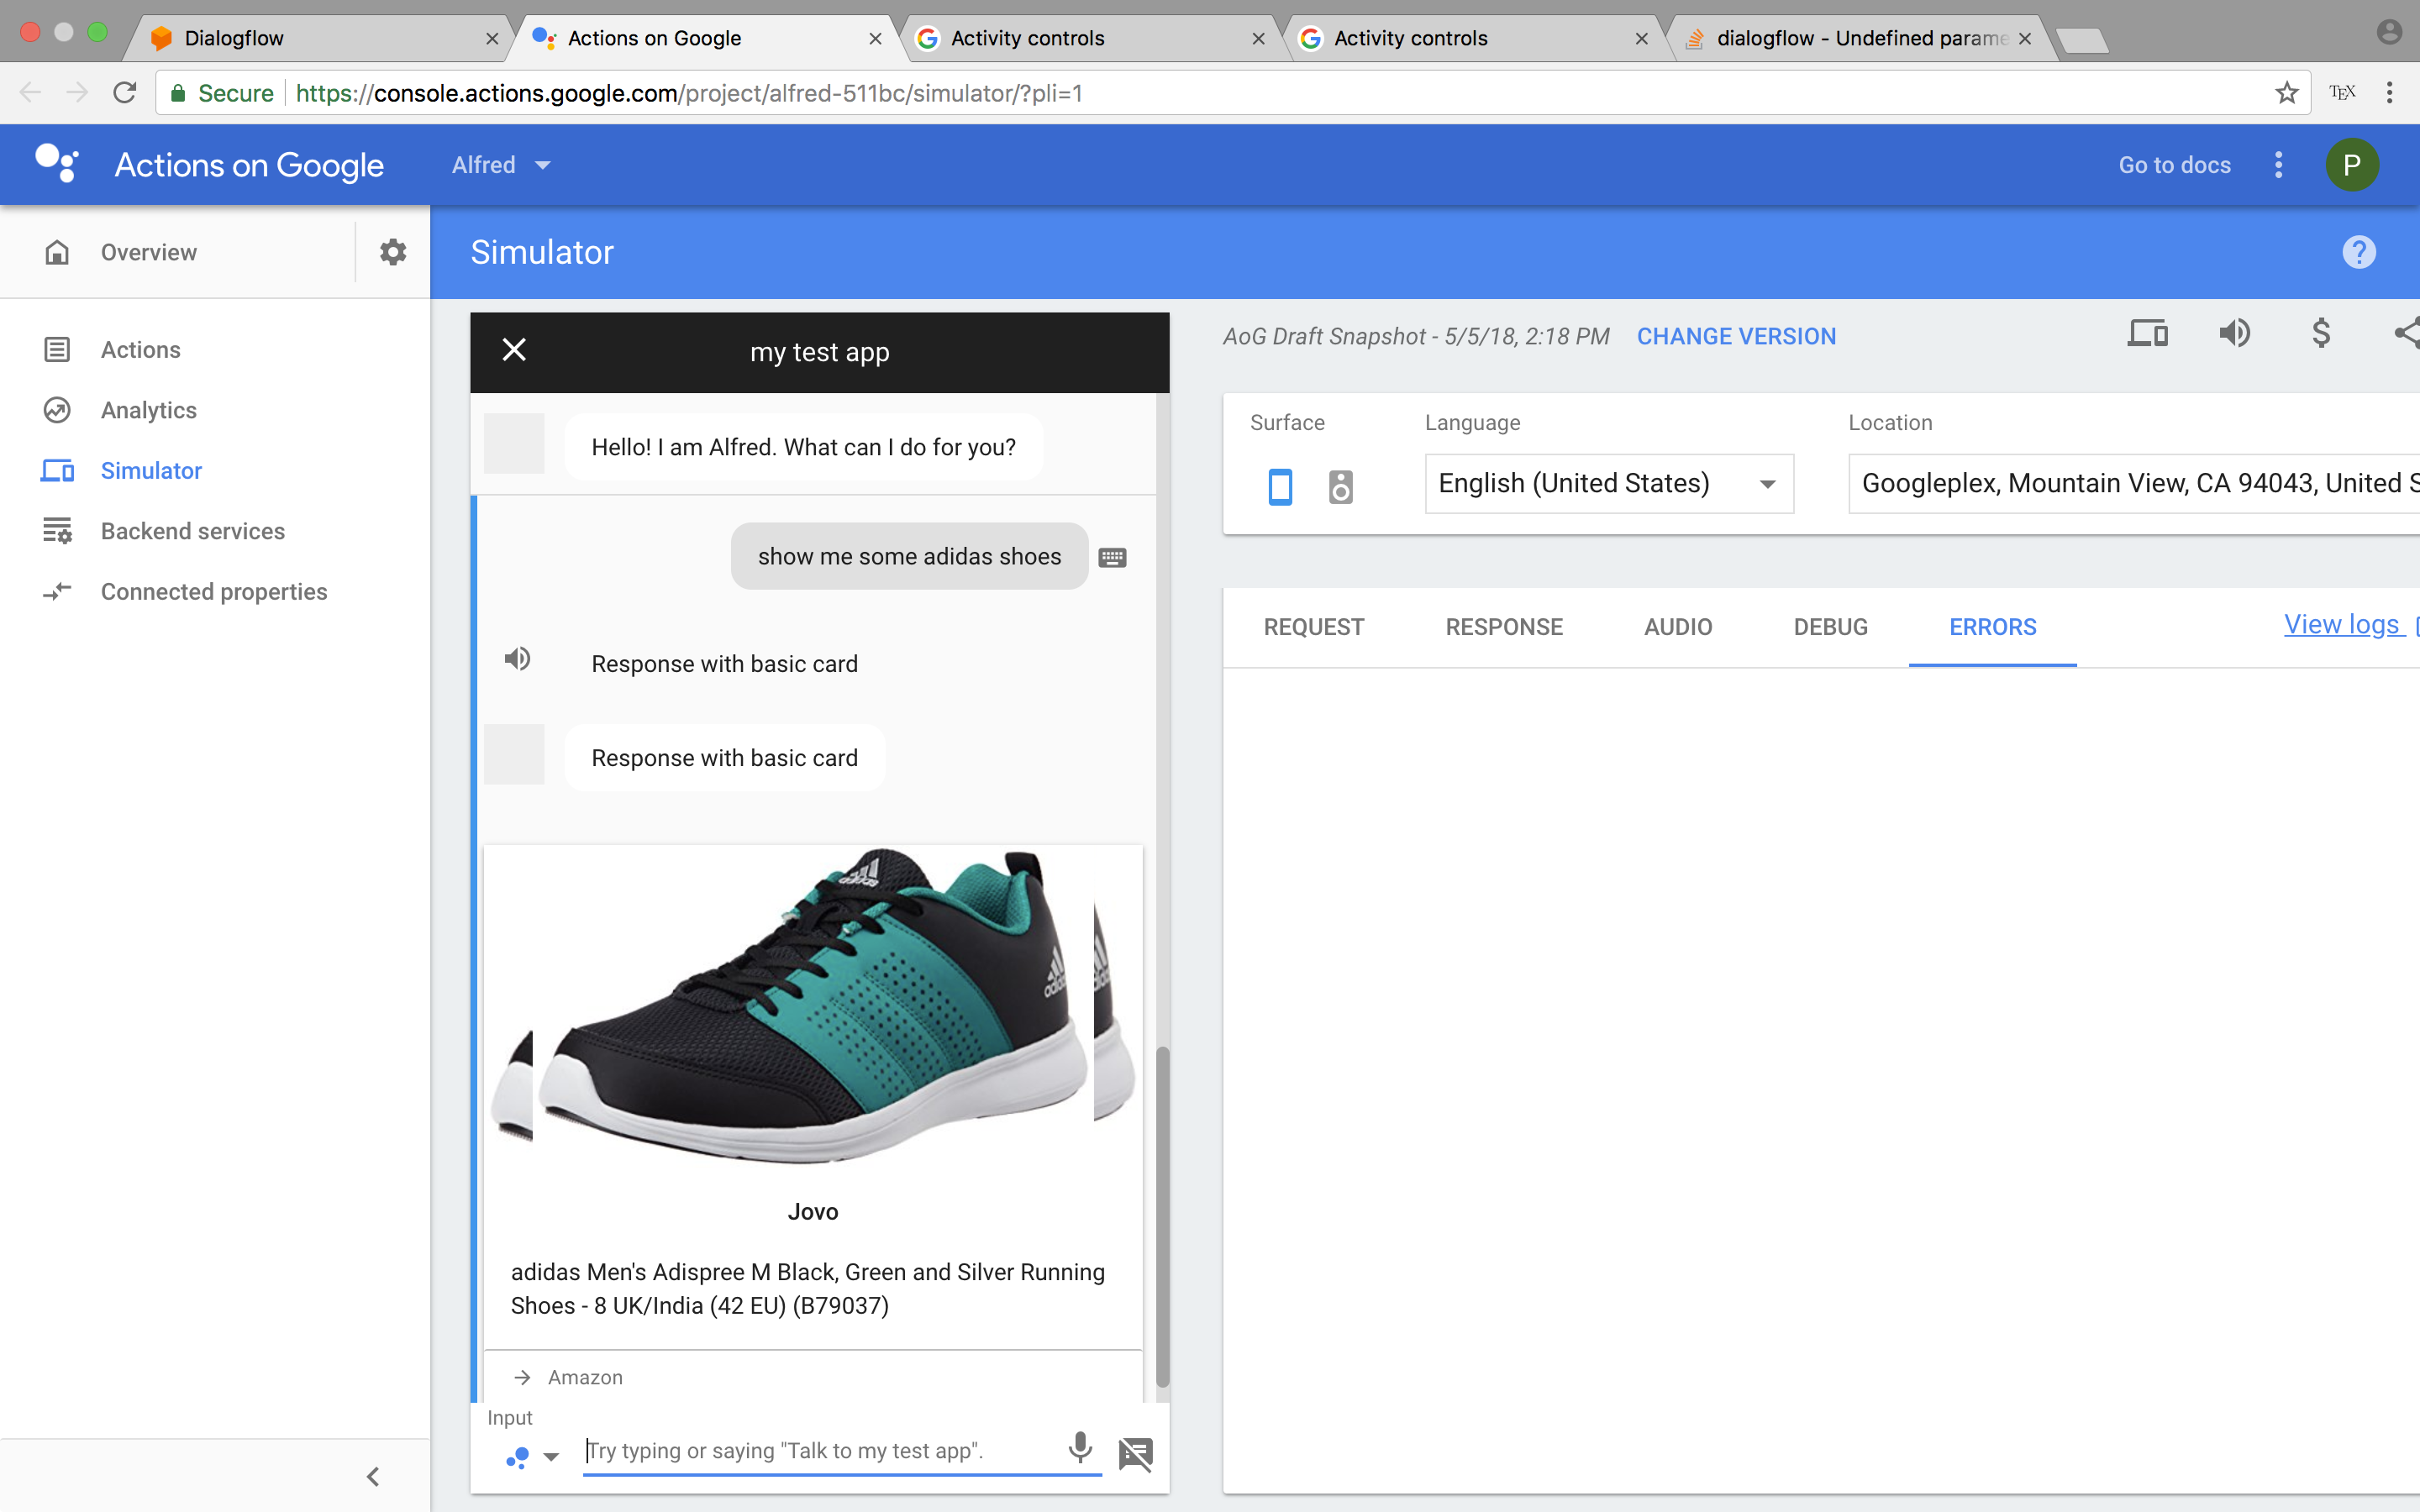 Dialogflow
Actions on Google
Activity controls
Activity controls
dialogflow - Undefined parame
Secure
https://console.actions.google.com/project/alfred-511bc/simulator/?pli=1
TEX
Actions on Google
Alfred
Go to docs
P
Overview
Simulator
?
Actions
Analytics
Simulator
Backend services
Connected properties
my test app
Hello! I am Alfred. What can I do for you?
show me some adidas shoes
Response with basic card
Response with basic card
adidas
adidas
Jovo
adidas Men's Adispree M Black, Green and Silver Running
Shoes - 8 UK/India (42 EU) (B79037)
Amazon
Input
Try typing or saying "Talk to my test app".
AoG Draft Snapshot - 5/5/18, 2:18 PM
CHANGE VERSION
$
Surface
Language
Location
English (United States)
Googleplex, Mountain View, CA 94043, United S
REQUEST
RESPONSE
AUDIO
DEBUG
ERRORS
View logs